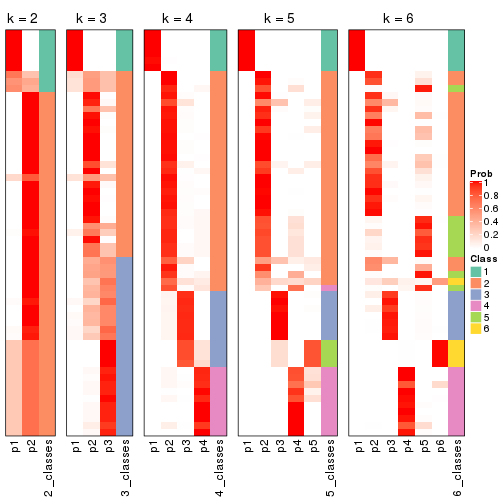 k = 2
k = 3
k = 4
k = 5
k = 6
p1
p2
2_classes
p1
p2
p3
3_classes
p1
p2
p3
p4
4_classes
p1
p2
p3
p4
p5
5_classes
p1
p2
p3
p4
p5
p6
6_classes
Prob
1
0.8
0.6
0.4
0.2
0
Class
1
2
3
4
5
6